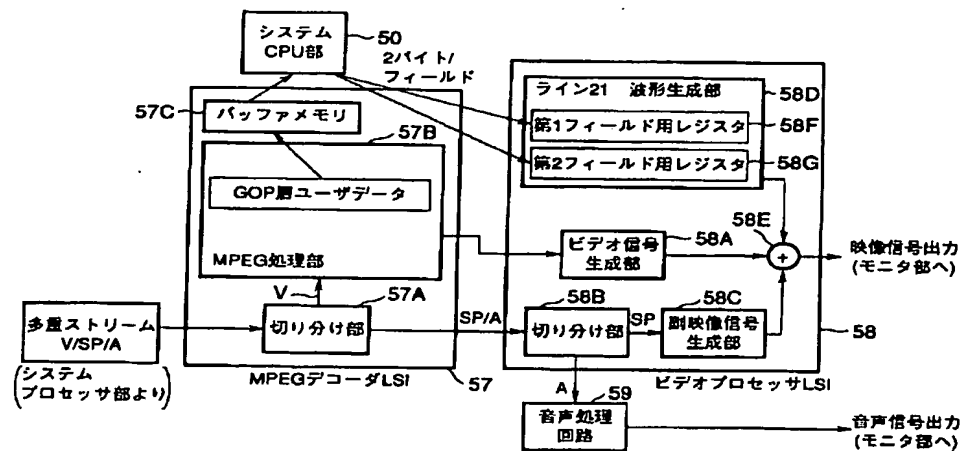 システム
CPU部
50
2バイト/
フィールド
57C
バッファメモリ
57B
GOP層ユーザデータ
MPEG処理部
V
57A
多重ストリーム
V/SP/A
切り分け部
SP/A
(システム
プロセッサ部より)
MPEGデコーダLSI
57
ライン21 波形生成部
58D
第1フィールド用レジスタ
58F
第2フィールド用レジスタ
58G
58E
ビデオ信号
生成部
58A
+
映像信号出力
(モニタ部へ)
58B
切り分け部
SP
58C
副映像信号
生成部
58
ビデオプロセッサLSI
A
59
音声処理
回路
音声信号出力
(モニタ部へ)